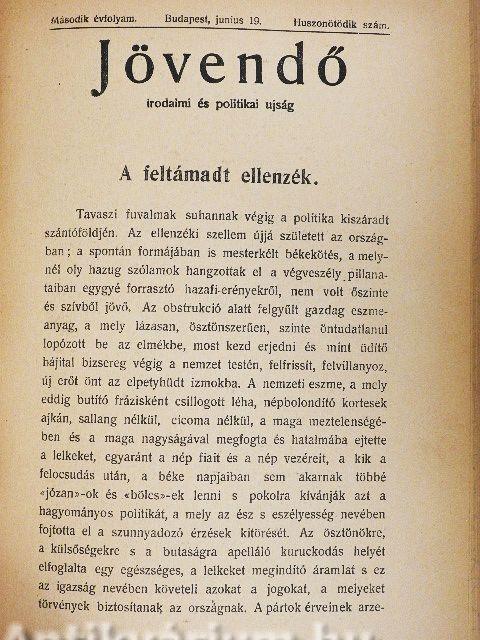 Második évfolyam. Budapest, junius 19. Huszonötödik szám.
Jövendő
irodalmi és politikai ujság
A feltámadt ellenzék.
Tavaszi fuvalmak suhannak végig a politika kiszáradt
szántóföldjén. Az ellenzéki szellem újjá született az ország-
ban; a spontán formájában is mesterkélt békekötés, a mely-
nél oly hazug szólamok hangzottak el a végveszély pillana-
taiban egygyé forrasztó hazafi-erényekről, nem volt őszinte
és szívből jövő. Az obstrukció alatt felgyűlt gazdag eszme-
anyag, a mely lázasan, ösztönszerűen, szinte öntudatlanul
lopózott be az elmékbe, most kezd erjedni és mint üdítő
hájital bizsereg végig a nemzet testén, felfrissít, felvillanyoz,
új erőt önt az elpetyhüdt izmokba. A nemzeti eszme, a mely
eddig butító frázisként csillogott léha, népbolondító kortesek
ajkán, sallang nélkül, cicoma nélkül, a maga meztelenségé-
ben és a maga nagyságával megfogta és hatalmába ejtette
a lelkeket, egyaránt a nép fiait és a nép vezéreit, a kik a
felocsudás után, a béke napjaiban sem akarnak többé
«józan»-ok és «bölcs»-ek lenni s pokolra kívánják azt a
hagyományos politikát, a mely az ész s eszélyesség nevében
fojtotta el a szunnyadozó érzések kitörését. Az ösztönökre,
a külsőségekre s a butaságra apelláló kuruckodás helyét
elfoglalta egy egészséges, a lelkeket megindító áramlat s ez
az igazság nevében követeli azokat a jogokat, a melyeket
törvények biztosítanak az országnak. A pártok érveinek arze-
Antikvárium.hu